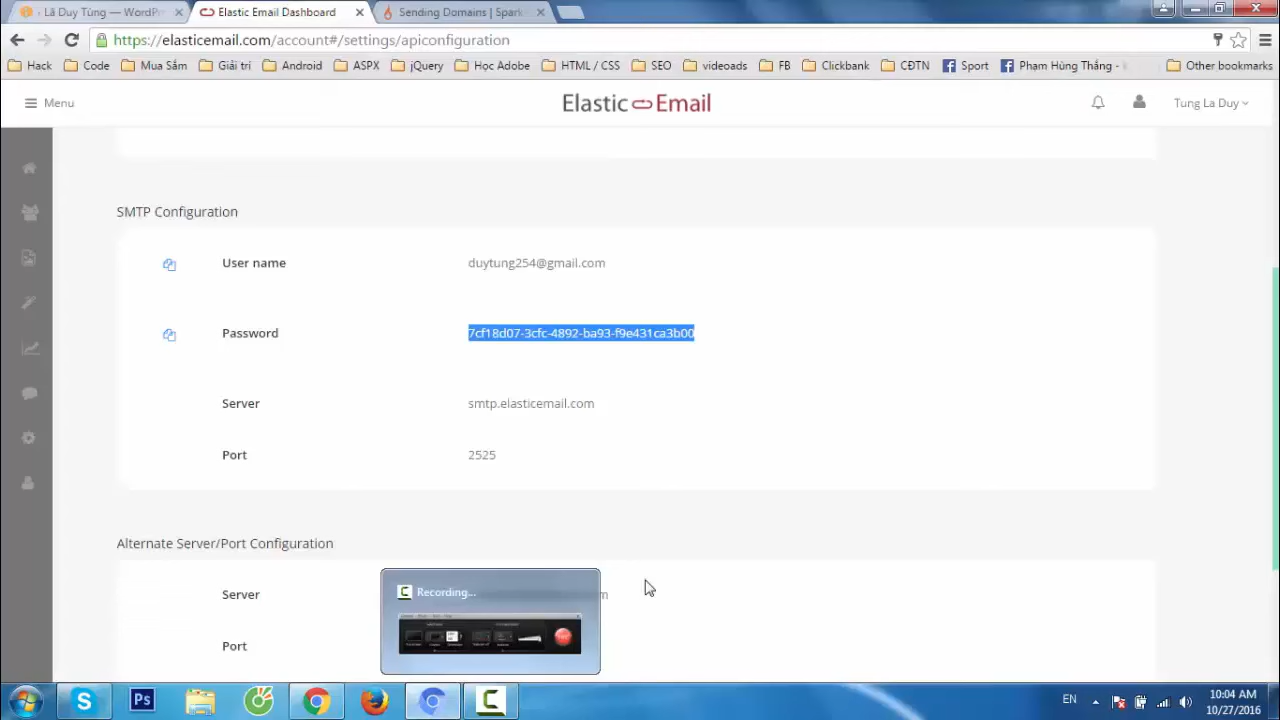 Lã Duy Tùng — WordPr
Elastic Email Dashboard
Sending Domains | Spark
https://elasticemail.com/account#/settings/apiconfiguration
Hack
Code
Mua Sắm
Giải trí
Android
ASPX
jQuery
Học Adobe
HTML / CSS
SEO
videoads
FB
Clickbank
CĐTN
Sport
Phạm Hùng Thắng -
Other bookmarks
Menu
Elastic Email
Tung La Duy
SMTP Configuration
User name
duytung254@gmail.com
Password
7cf18d07-3cfc-4892-ba93-f9e431ca3b00
Server
smtp.elasticemail.com
Port
2525
Alternate Server/Port Configuration
Server
m
Recording...
Port
EN
10:04 AM
10/27/2016